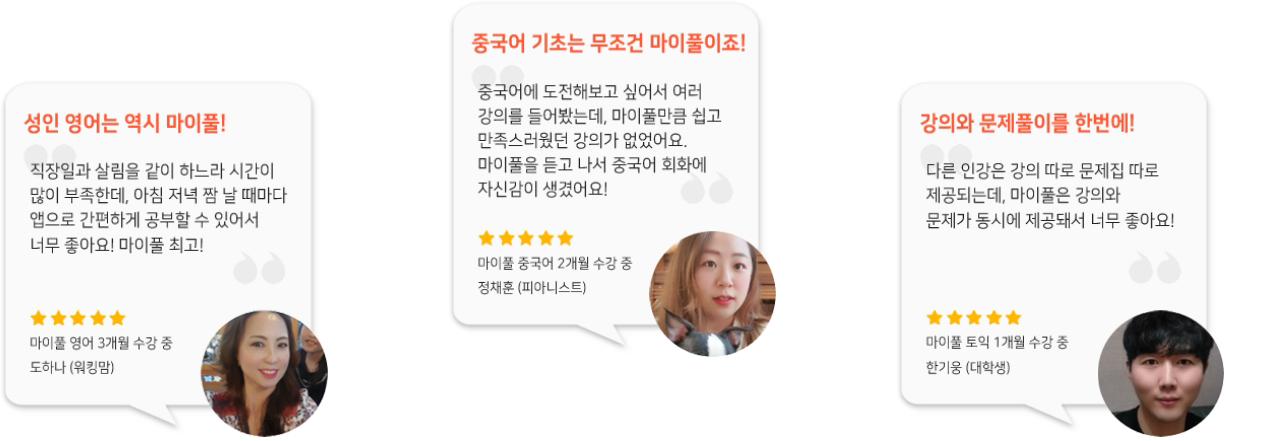 성인 영어는 역시 마이풀!
직장일과 살림을 같이 하느라 시간이
많이 부족한데, 아침 저녁 짬 날 때마다
앱으로 간편하게 공부할 수 있어서
너무 좋아요! 마이풀 최고!
마이풀 영어 3개월 수강 중
도하나 (워킹맘)
중국어 기초는 무조건 마이풀이죠!
중국어에 도전해보고 싶어서 여러
강의를 들어봤는데, 마이풀만큼 쉽고
만족스러웠던 강의가 없었어요.
마이풀을 듣고 나서 중국어 회화에
자신감이 생겼어요!
마이풀 중국어 2개월 수강 중
정채훈 (피아니스트)
강의와 문제풀이를 한번에!
다른 인강은 강의 따로 문제집 따로
제공되는데, 마이풀은 강의와
문제가 동시에 제공돼서 너무 좋아요!
마이풀 토익 1개월 수강 중
한기웅 (대학생)